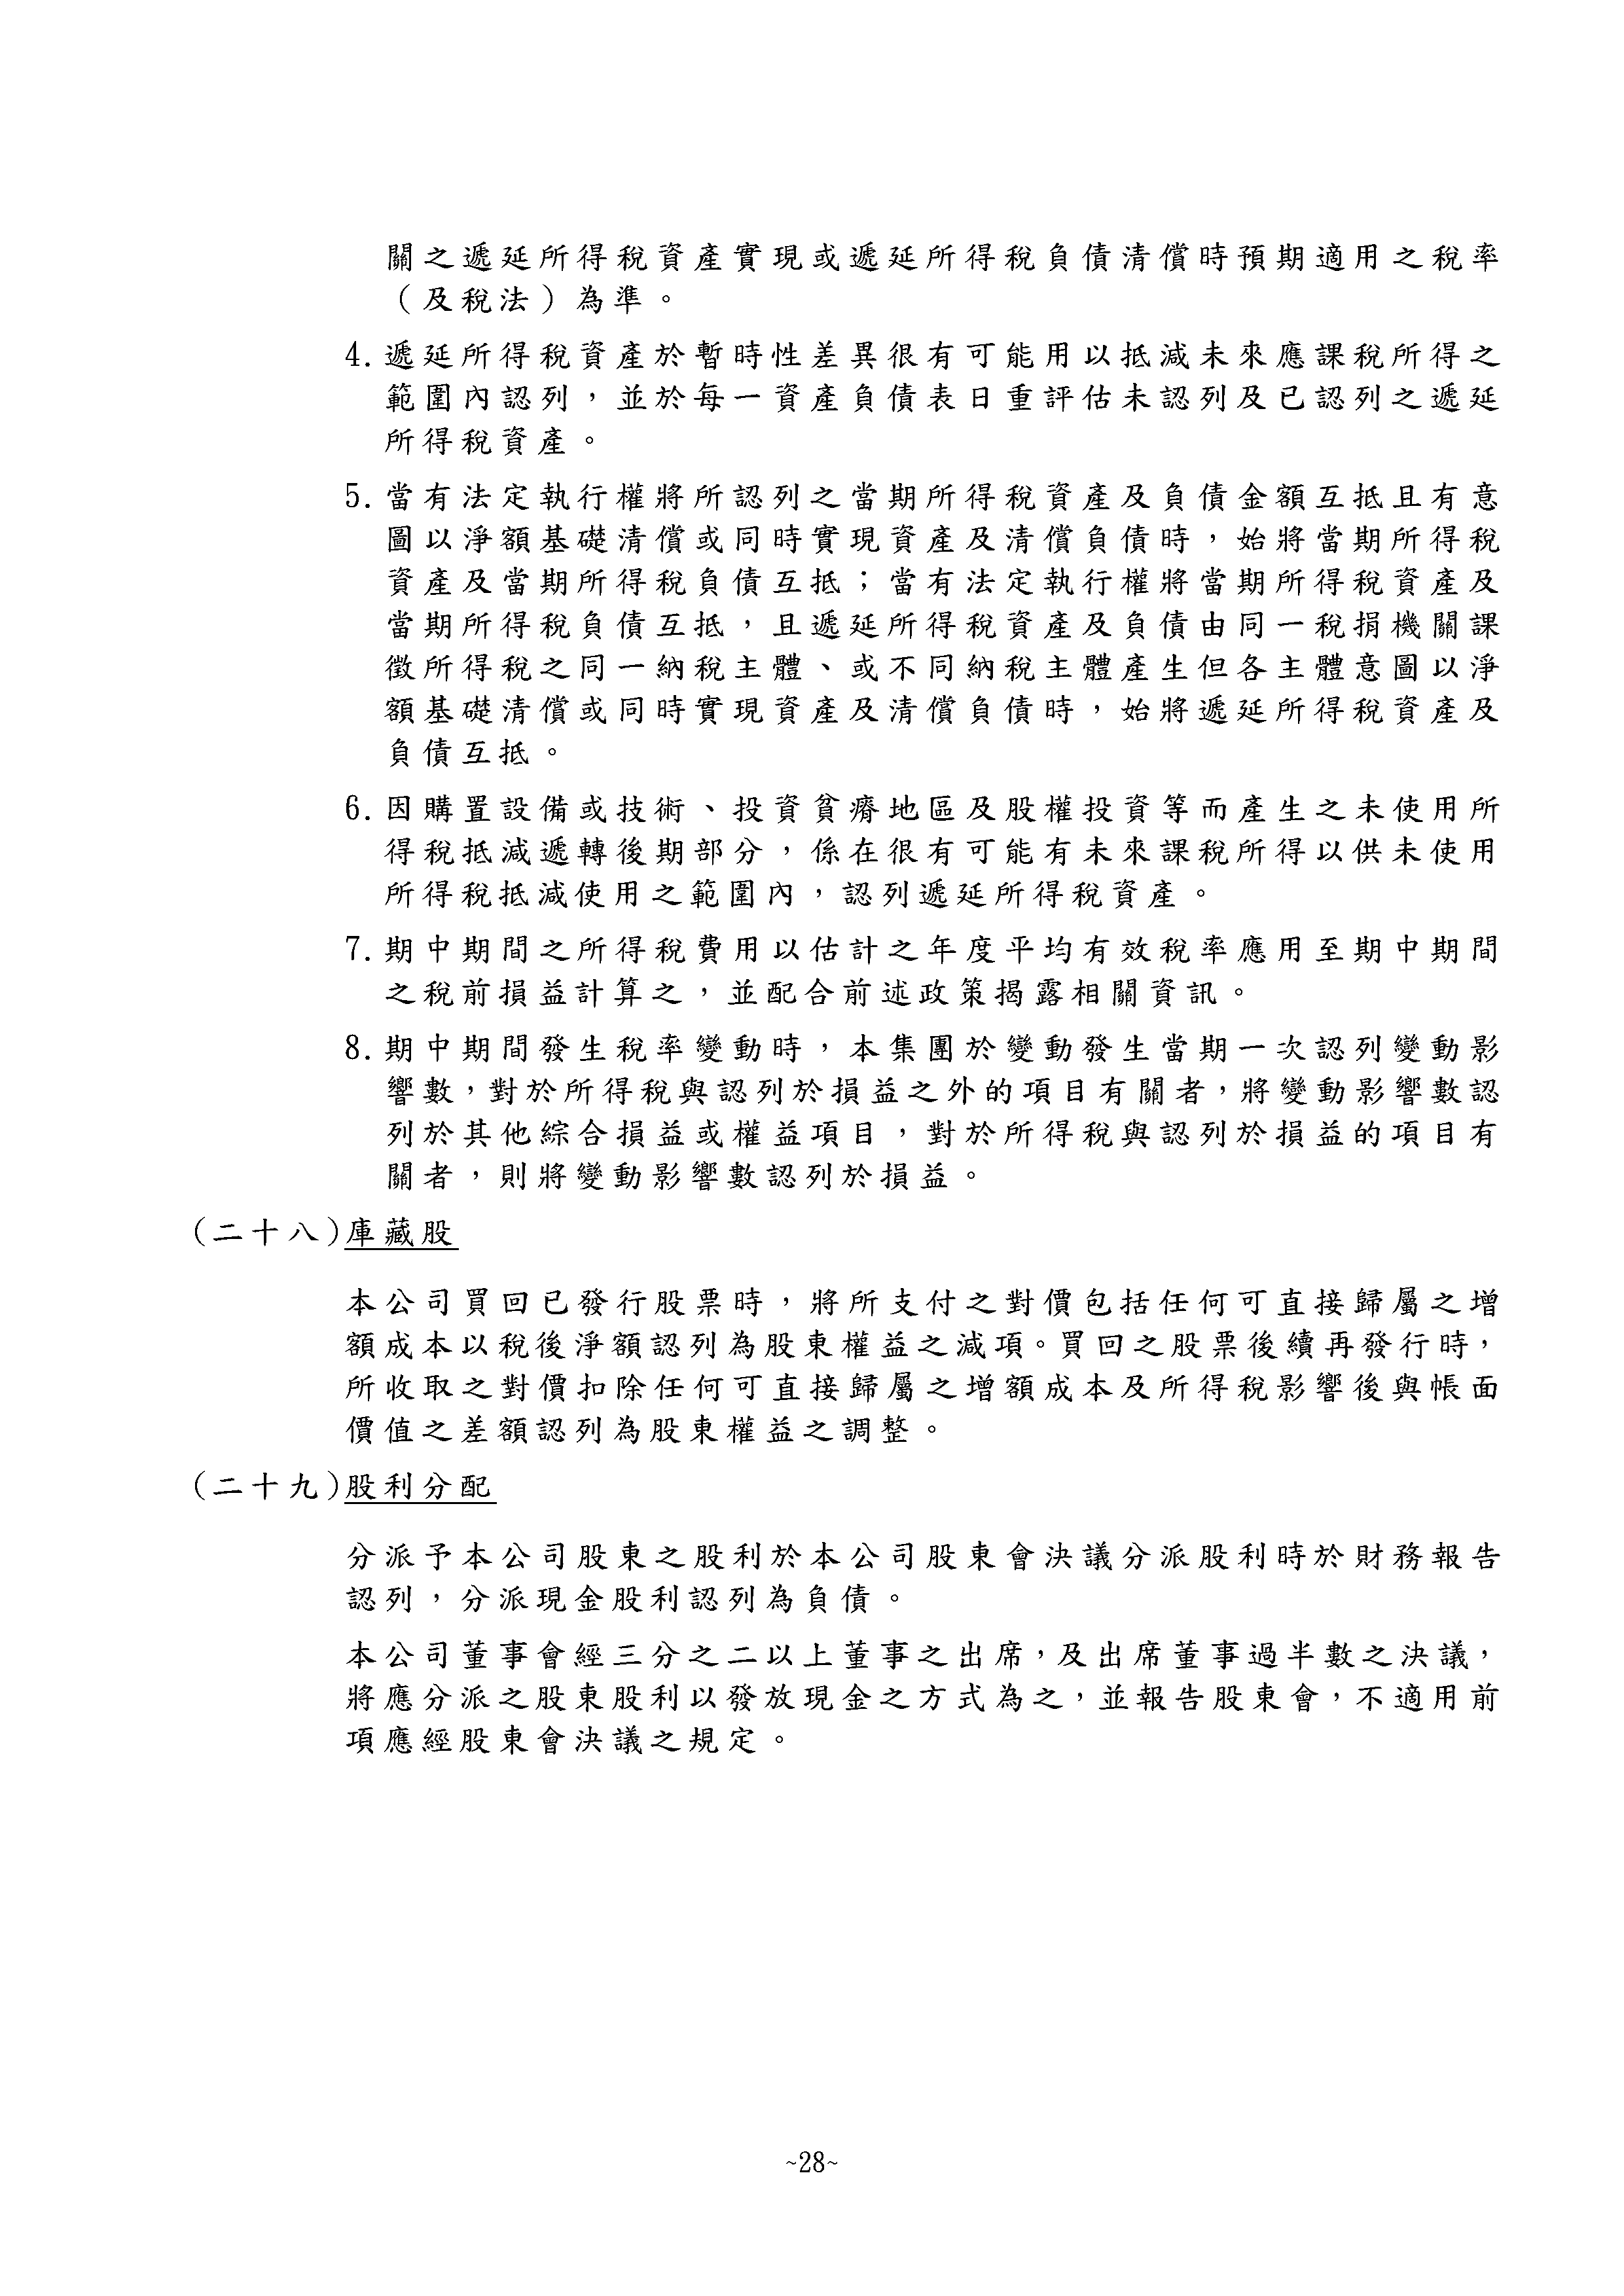 關之遞延所得稅資產實現或遞延所得稅負債清償時預期適用之稅率
（及稅法）為準。
4. 遞延所得稅資產於暫時性差異很有可能用以抵減未來應課稅所得之
範圍內認列，並於每一資產負債表日重評估未認列及已認列之遞延
所得稅資產。
5. 當有法定執行權將所認列之當期所得稅資產及負債金額互抵且有意
圖以淨額基礎清償或同時實現資產及清償負債時，始將當期所得稅
資產及當期所得稅負債互抵；當有法定執行權將當期所得稅資產及
當期所得稅負債互抵，且遞延所得稅資產及負債由同一稅捐機關課
徵所得稅之同一納稅主體、或不同納稅主體產生但各主體意圖以淨
額基礎清償或同時實現資產及清償負債時，始將遞延所得稅資產及
負債互抵。
6. 因購置設備或技術、投資貧瘠地區及股權投資等而產生之未使用所
得稅抵減遞轉後期部分，係在很有可能有未來課稅所得以供未使用
所得稅抵減使用之範圍內，認列遞延所得稅資產。
7. 期中期間之所得稅費用以估計之年度平均有效稅率應用至期中期間
之稅前損益計算之，並配合前述政策揭露相關資訊。
8. 期中期間發生稅率變動時，本集團於變動發生當期一次認列變動影
響數，對於所得稅與認列於損益之外的項目有關者，將變動影響數認
列於其他綜合損益或權益項目，對於所得稅與認列於損益的項目有
關者，則將變動影響數認列於損益。
(二十八)庫藏股
本公司買回已發行股票時，將所支付之對價包括任何可直接歸屬之增
額成本以稅後淨額認列為股東權益之減項。買回之股票後續再發行時，
所收取之對價扣除任何可直接歸屬之增額成本及所得稅影響後與帳面
價值之差額認列為股東權益之調整。
(二十九)股利分配
分派予本公司股東之股利於本公司股東會決議分派股利時於財務報告
認列，分派現金股利認列為負債。
本公司董事會經三分之二以上董事之出席，及出席董事過半數之決議，
將應分派之股東股利以發放現金之方式為之，並報告股東會，不適用前
項應經股東會決議之規定。
~28~